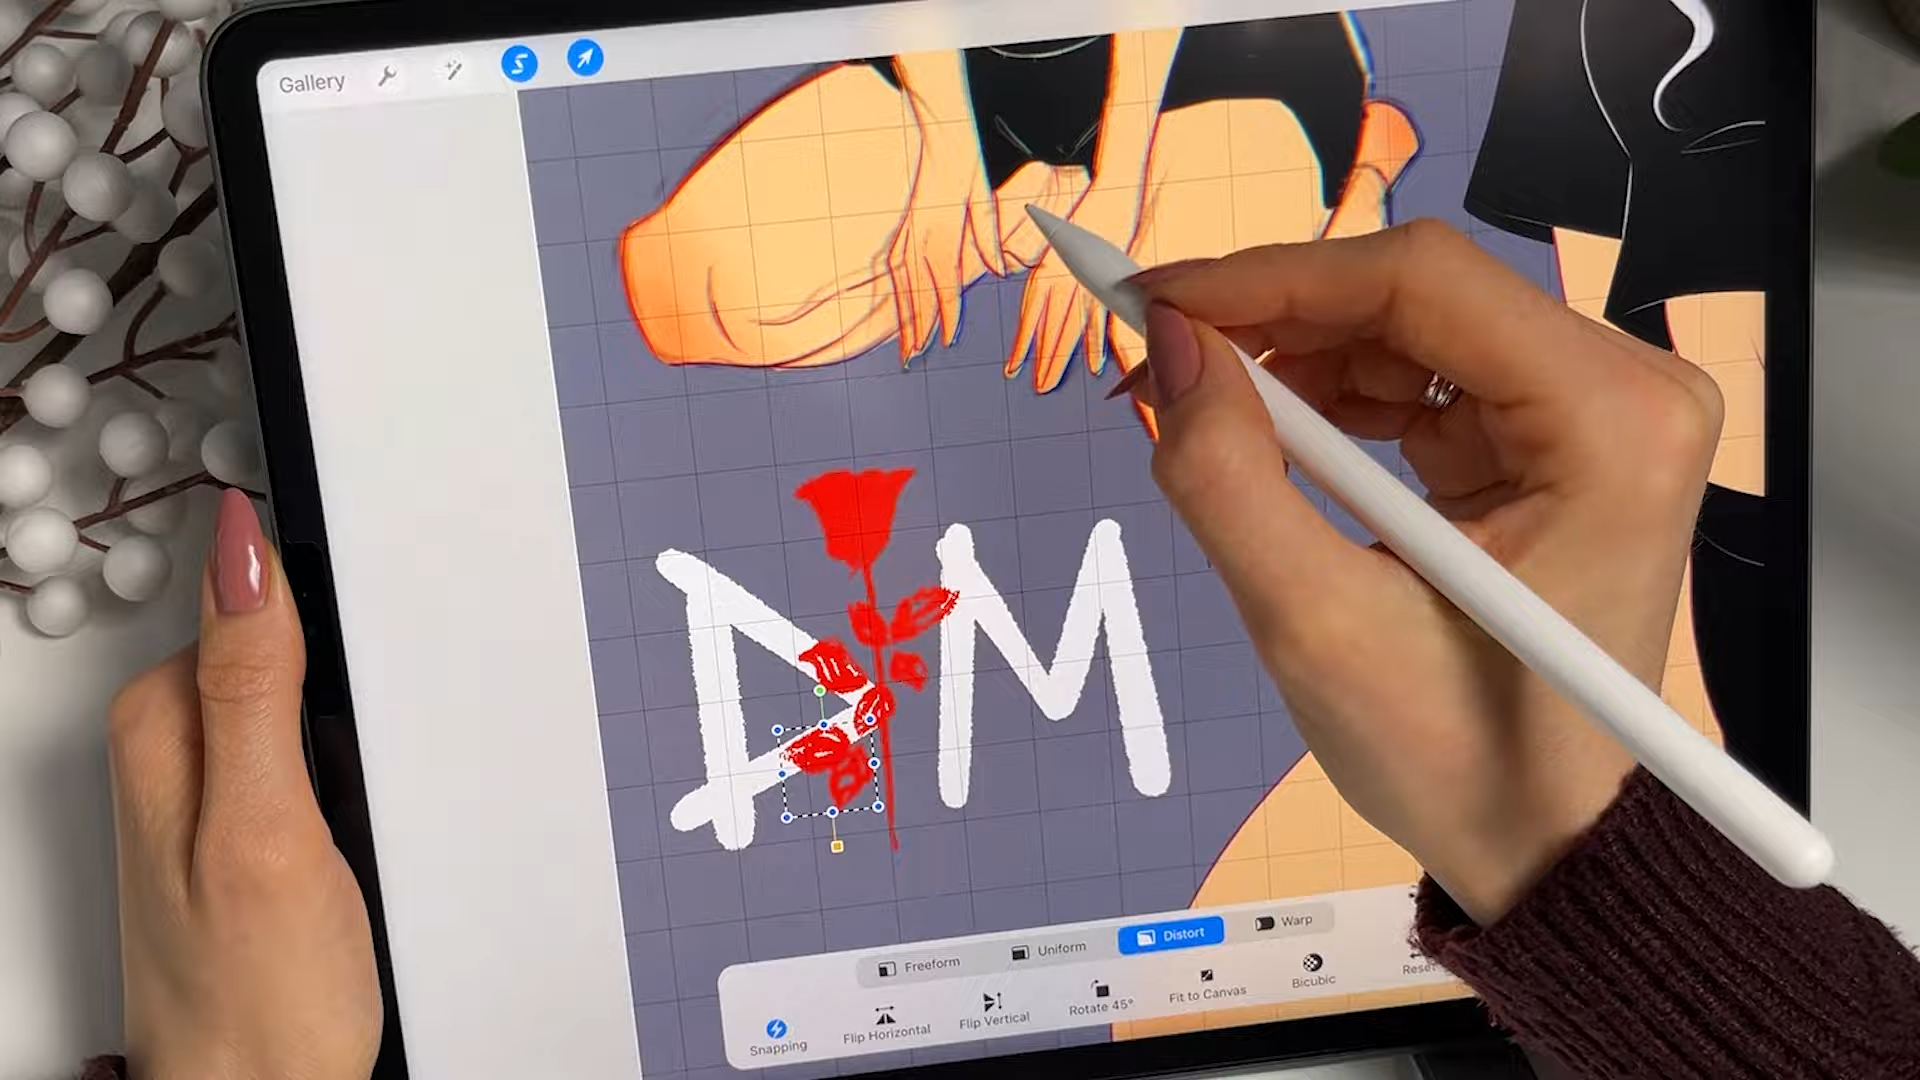 Gallery
DM
Freeform Uniform Distort Warp
Snapping Flip Horizontal Flip Vertical Rotate 45° Fit to Canvas Bicubic Reset